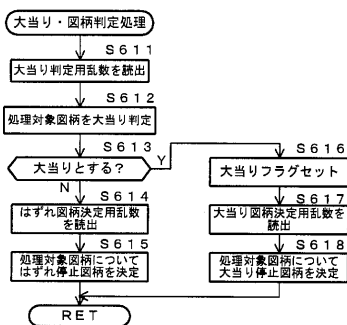 大当り・図柄判定処理
S611
大当り判定用乱数を読出
S612
処理対象図柄を大当り判定
S613
大当りとする?
Y
N
S614
はずれ図柄決定用乱数
を読出
S615
処理対象図柄について
はずれ停止図柄を決定
S616
大当りフラグセット
S617
大当り図柄決定用乱数を
読出
S618
処理対象図柄について
大当り停止図柄を決定
RET